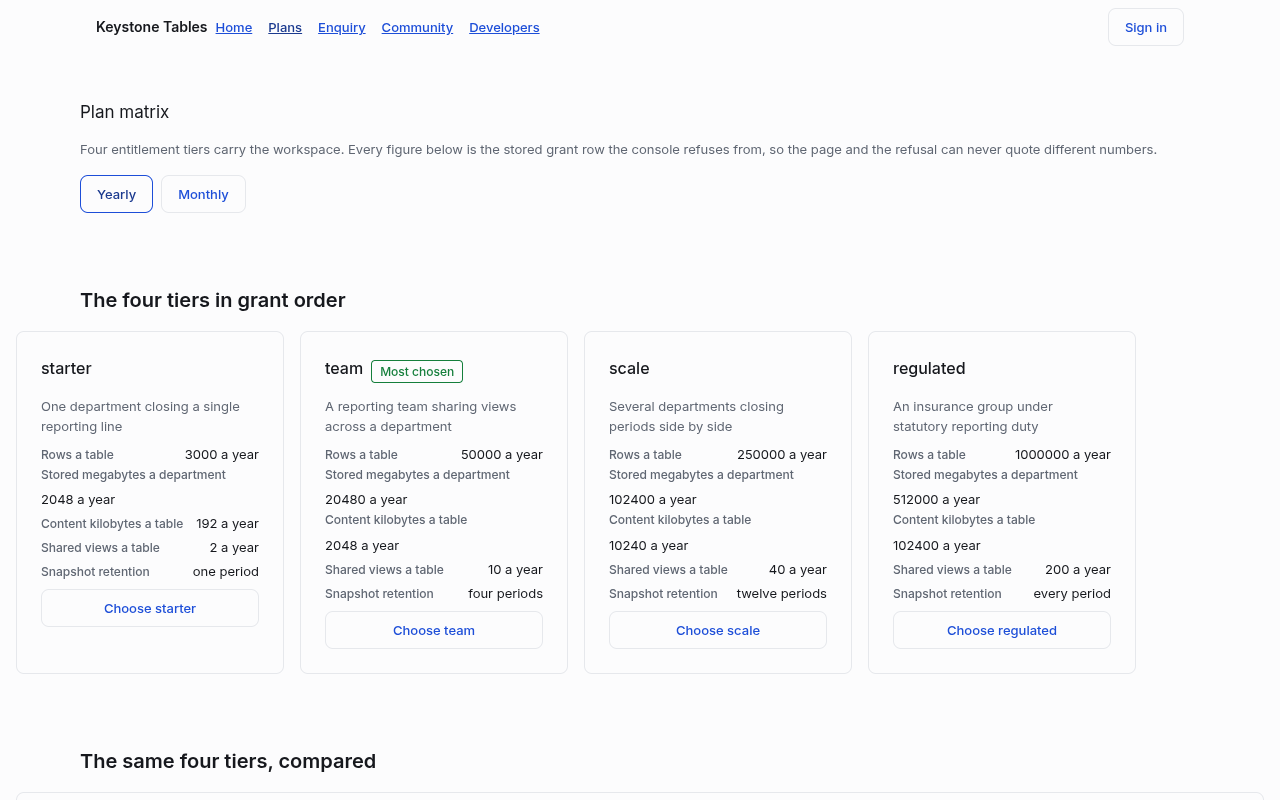 Keystone Tables Home Plans Enquiry Community Developers Sign in
Plan matrix
Four entitlement tiers carry the workspace. Every figure below is the stored grant row the console refuses from, so the page and the refusal can never quote different numbers.
Yearly Monthly
The four tiers in grant order
starter
One department closing a single
reporting line
Rows a table 3000 a year
Stored megabytes a department
2048 a year
Content kilobytes a table 192 a year
Shared views a table 2 a year
Snapshot retention one period
Choose starter
team Most chosen
A reporting team sharing views
across a department
Rows a table 50000 a year
Stored megabytes a department
20480 a year
Content kilobytes a table
2048 a year
Shared views a table 10 a year
Snapshot retention four periods
Choose team
scale
Several departments closing
periods side by side
Rows a table 250000 a year
Stored megabytes a department
102400 a year
Content kilobytes a table
10240 a year
Shared views a table 40 a year
Snapshot retention twelve periods
Choose scale
regulated
An insurance group under
statutory reporting duty
Rows a table 1000000 a year
Stored megabytes a department
512000 a year
Content kilobytes a table
102400 a year
Shared views a table 200 a year
Snapshot retention every period
Choose regulated
The same four tiers, compared